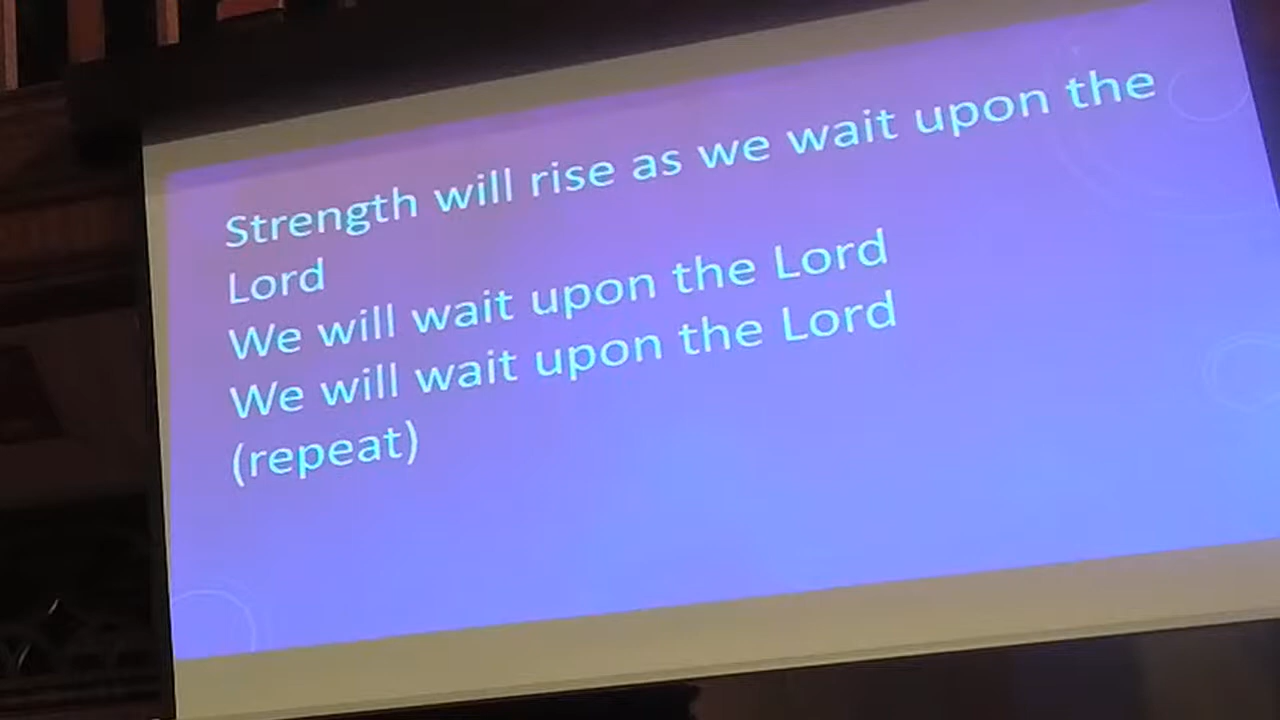 Strength will rise as we wait upon the
Lord
We will wait upon the Lord
We will wait upon the Lord
(repeat)